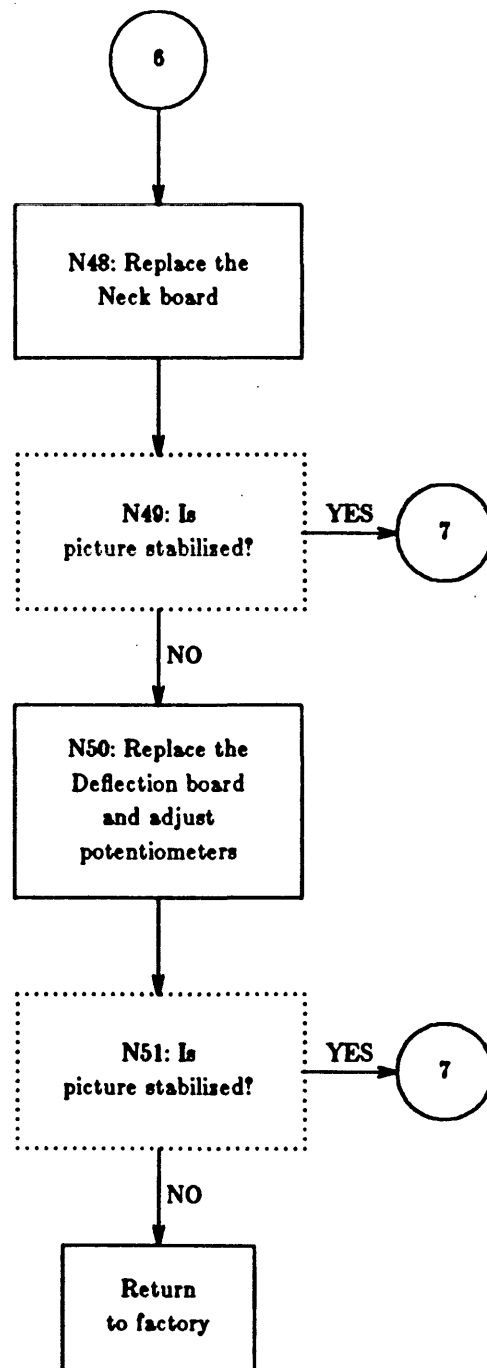 6
N48: Replace the
Neck board
N49: Is
picture stabilized?
YES
7
NO
N50: Replace the
Deflection board
and adjust
potentiometers
N51: Is
picture stabilized?
YES
7
NO
Return
to factory